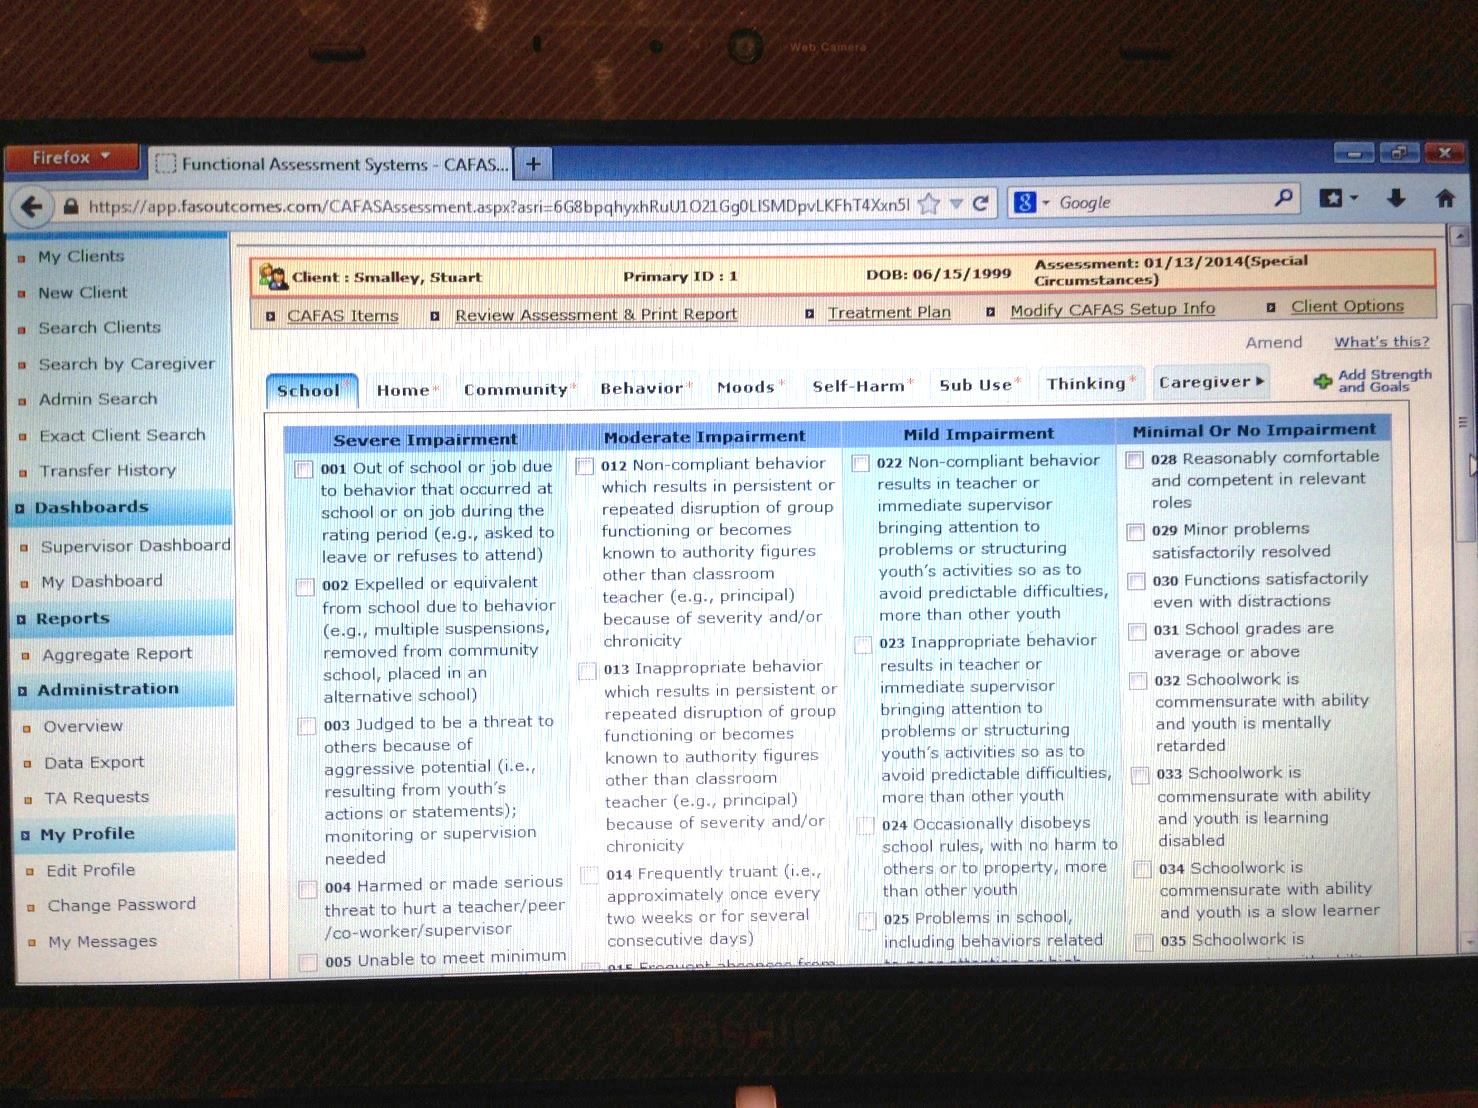 Web Camera
Firefox
Functional Assessment Systems - CAFAS...
https://app.fasoutcomes.com/CAFASAssessment.aspx?asri=6G8bpqhyxhRuU1O21Gg0LISMDpvLKFhT4Xxn5I
Google
My Clients
New Client
Search Clients
Search by Caregiver
Admin Search
Exact Client Search
Transfer History
Dashboards
Supervisor Dashboard
My Dashboard
Reports
Aggregate Report
Administration
Overview
Data Export
TA Requests
My Profile
Edit Profile
Change Password
My Messages
Client : Smalley, Stuart
Primary ID : 1
DOB: 06/15/1999
Assessment: 01/13/2014(Special
Circumstances)
CAFAS Items
Review Assessment & Print Report
Treatment Plan
Modify CAFAS Setup Info
Client Options
Amend
What's this?
School*
Home*
Community*
Behavior*
Moods*
Self-Harm*
Sub Use*
Thinking*
Caregiver
Add Strength
and Goals
Severe Impairment
001 Out of school or job due
to behavior that occurred at
school or on job during the
rating period (e.g., asked to
leave or refuses to attend)
002 Expelled or equivalent
from school due to behavior
(e.g., multiple suspensions,
removed from community
school, placed in an
alternative school)
003 Judged to be a threat to
others because of
aggressive potential (i.e.,
resulting from youth's
actions or statements);
monitoring or supervision
needed
004 Harmed or made serious
threat to hurt a teacher/peer
/co-worker/supervisor
005 Unable to meet minimum
Moderate Impairment
012 Non-compliant behavior
which results in persistent or
repeated disruption of group
functioning or becomes
known to authority figures
other than classroom
teacher (e.g., principal)
because of severity and/or
chronicity
013 Inappropriate behavior
which results in persistent or
repeated disruption of group
functioning or becomes
known to authority figures
other than classroom
teacher (e.g., principal)
because of severity and/or
chronicity
014 Frequently truant (i.e.,
approximately once every
two weeks or for several
consecutive days)
015 Frequent absences from
Mild Impairment
022 Non-compliant behavior
results in teacher or
immediate supervisor
bringing attention to
problems or structuring
youth's activities so as to
avoid predictable difficulties,
more than other youth
023 Inappropriate behavior
results in teacher or
immediate supervisor
bringing attention to
problems or structuring
youth's activities so as to
avoid predictable difficulties,
more than other youth
024 Occasionally disobeys
school rules, with no harm to
others or to property, more
than other youth
025 Problems in school,
including behaviors related
Minimal Or No Impairment
028 Reasonably comfortable
and competent in relevant
roles
029 Minor problems
satisfactorily resolved
030 Functions satisfactorily
even with distractions
031 School grades are
average or above
032 Schoolwork is
commensurate with ability
and youth is mentally
retarded
033 Schoolwork is
commensurate with ability
and youth is learning
disabled
034 Schoolwork is
commensurate with ability
and youth is a slow learner
035 Schoolwork is
TOSHIBA